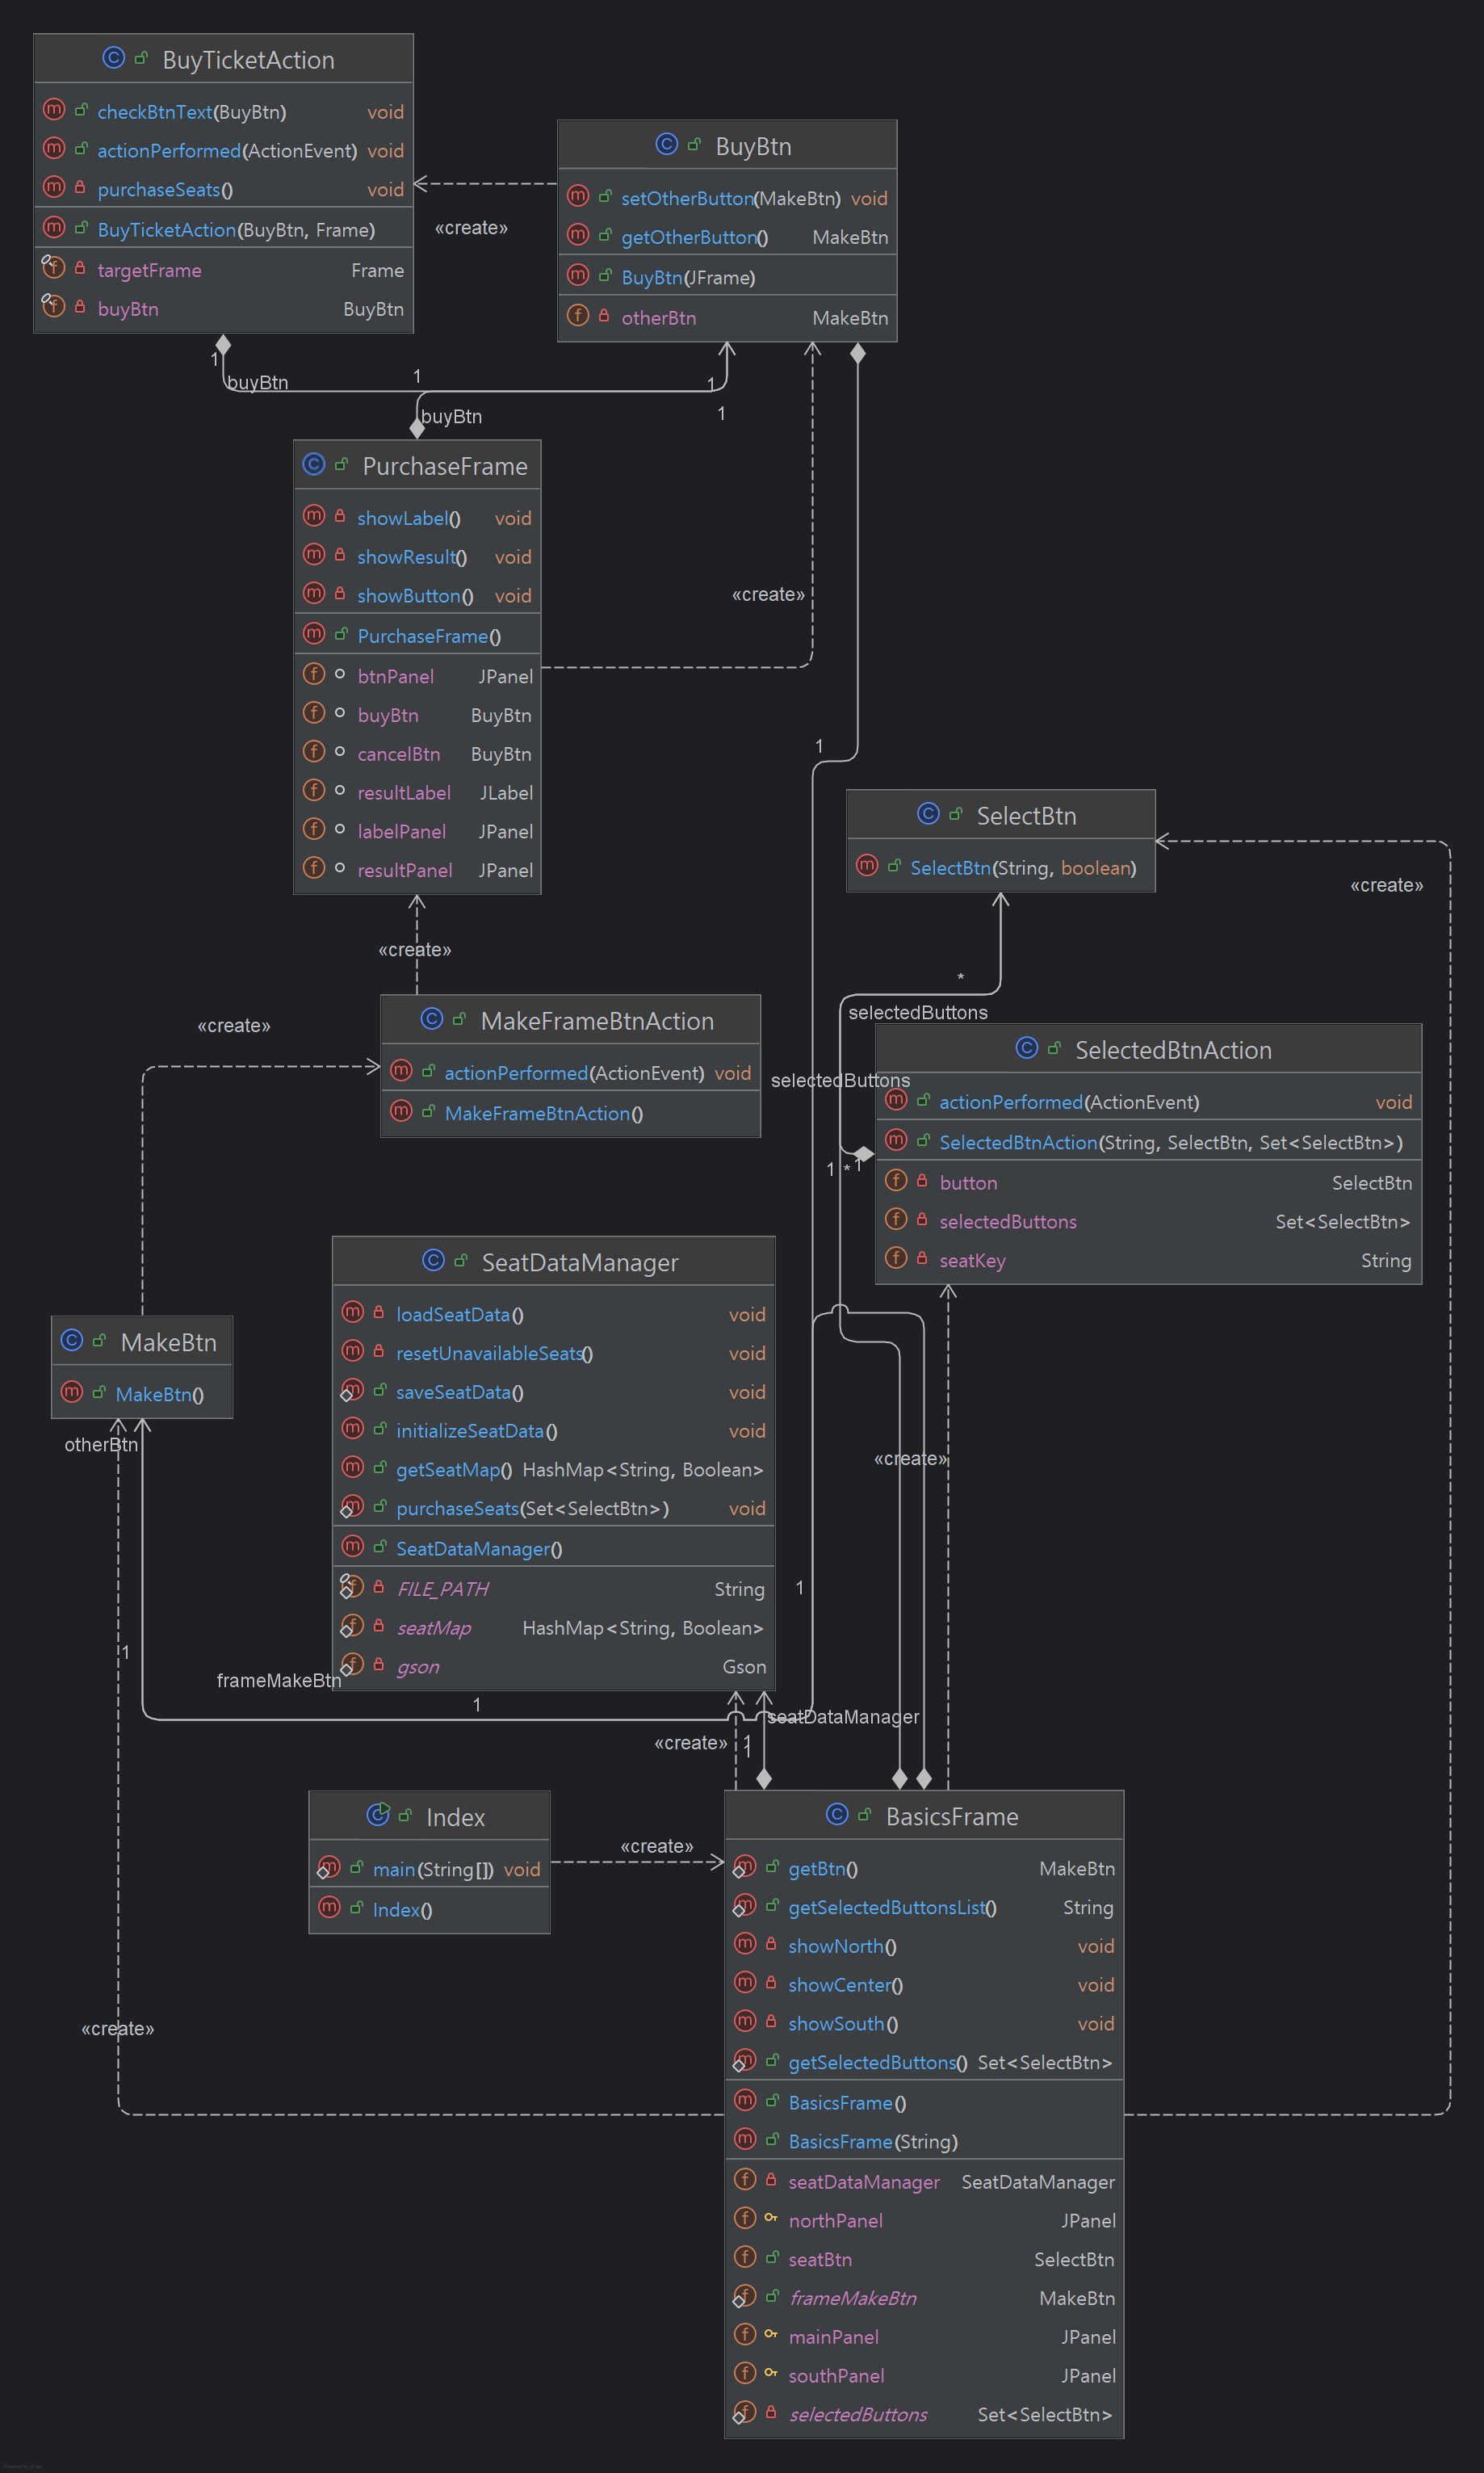 BuyTicketAction
checkBtnText(BuyBtn) void
actionPerformed(ActionEvent) void
purchaseSeats() void
BuyTicketAction(BuyBtn, Frame)
targetFrame Frame
buyBtn BuyBtn
BuyBtn
setOtherButton(MakeBtn) void
getOtherButton() MakeBtn
BuyBtn(JFrame)
otherBtn MakeBtn
«create»
1
buyBtn
1
1
1
buyBtn
PurchaseFrame
showLabel() void
showResult() void
showButton() void
PurchaseFrame()
btnPanel JPanel
buyBtn BuyBtn
cancelBtn BuyBtn
resultLabel JLabel
labelPanel JPanel
resultPanel JPanel
«create»
1
SelectBtn
SelectBtn(String, boolean)
«create»
«create»
*
selectedButtons
«create»
MakeFrameBtnAction
actionPerformed(ActionEvent) void
MakeFrameBtnAction()
selectedButtons
SelectedBtnAction
actionPerformed(ActionEvent) void
SelectedBtnAction(String, SelectBtn, Set<SelectBtn>)
button SelectBtn
selectedButtons Set<SelectBtn>
seatKey String
1 * 1
SeatDataManager
loadSeatData() void
resetUnavailableSeats() void
saveSeatData() void
initializeSeatData() void
getSeatMap() HashMap<String, Boolean>
purchaseSeats(Set<SelectBtn>) void
SeatDataManager()
FILE_PATH String
seatMap HashMap<String, Boolean>
gson Gson
MakeBtn
MakeBtn()
otherBtn
«create»
1
1
frameMakeBtn
1
seatDataManager
«create»
1
1
Index
main(String[]) void
Index()
«create»
«create»
BasicsFrame
getBtn() MakeBtn
getSelectedButtonsList() String
showNorth() void
showCenter() void
showSouth() void
getSelectedButtons() Set<SelectBtn>
BasicsFrame()
BasicsFrame(String)
seatDataManager SeatDataManager
northPanel JPanel
seatBtn SelectBtn
frameMakeBtn MakeBtn
mainPanel JPanel
southPanel JPanel
selectedButtons Set<SelectBtn>